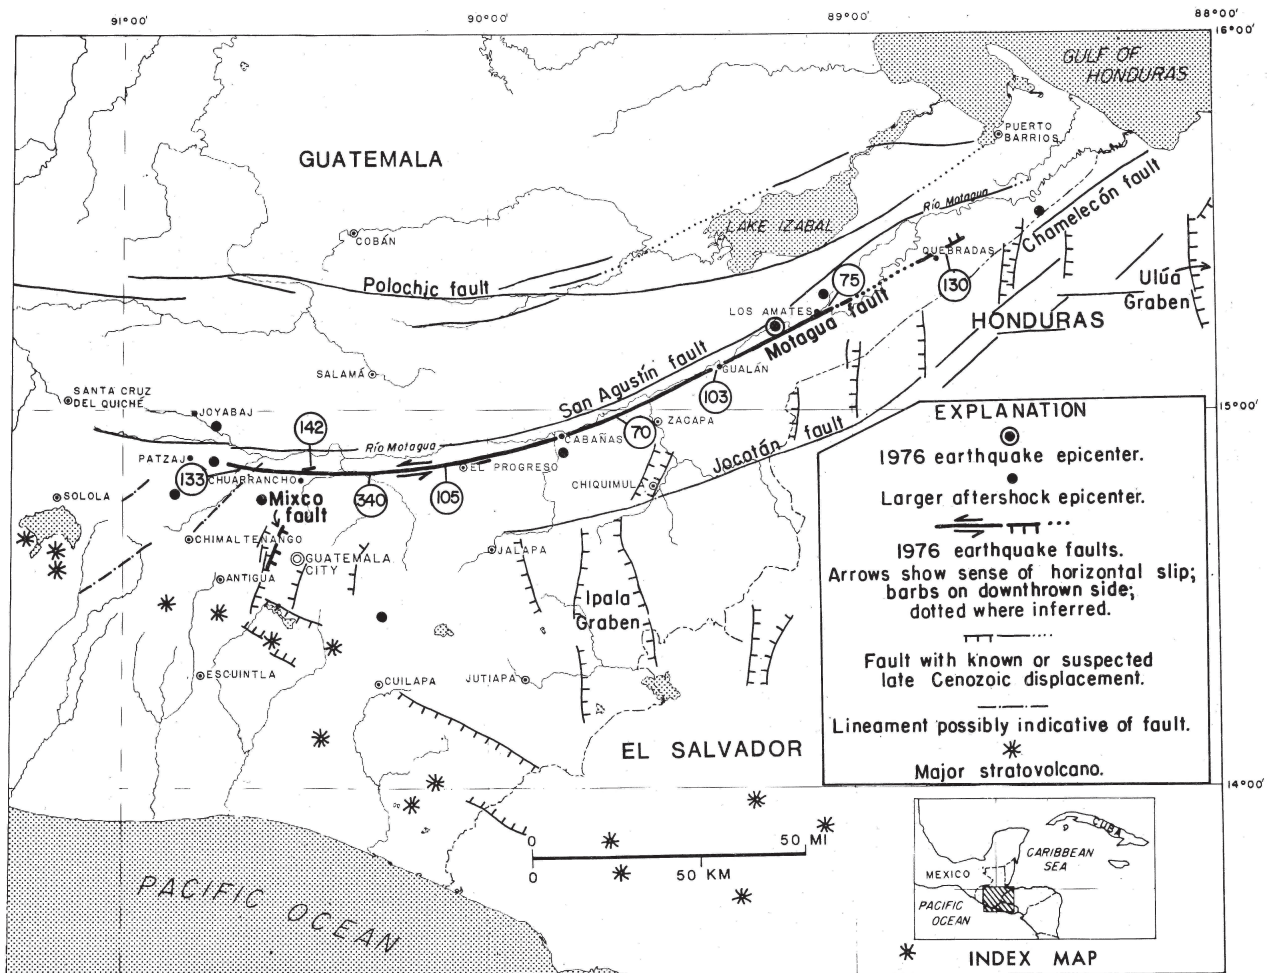 91°00'
90°00'
89°00'
88°00'
16°00'
GULF OF
HONDURAS
PUERTO
BARRIOS
GUATEMALA
Chamelecón fault
Río Motagua
LAKE IZABAL
COBÁN
QUEBRADAS
Polochic fault
75
130
Ulúa
Graben
LOS AMATES
Motagua fault
HONDURAS
San Agustín fault
GUALÁN
SALAMÁ
103
SANTA CRUZ
DEL QUICHÉ
JOYABAJ
142
Río Motagua
70
ZACAPA
CABAÑAS
Jocotán fault
15°00'
PATZAJ
133
CHUARRANCHO
EL PROGRESO
340
105
CHIQUIMULA
SOLOLA
Mixco
fault
CHIMALTENANGO
GUATEMALA
CITY
JALAPA
ANTIGUA
Ipala
Graben
ESCUINTLA
CUILAPA
JUTIAPA
EL SALVADOR
14°00'
PACIFIC OCEAN
0
50 MI
0
50 KM
EXPLANATION
1976 earthquake epicenter.
Larger aftershock epicenter.
1976 earthquake faults.
Arrows show sense of horizontal slip;
barbs on downthrown side;
dotted where inferred.
Fault with known or suspected
late Cenozoic displacement.
Lineament possibly indicative of fault.
Major stratovolcano.
CUBA
CARIBBEAN
SEA
MEXICO
PACIFIC
OCEAN
INDEX MAP